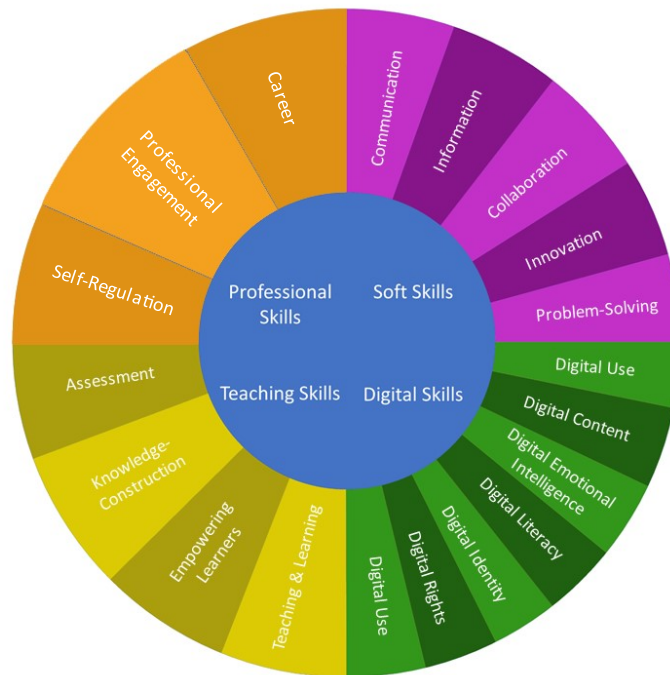 Communication
Information
Collaboration
Innovation
Problem-Solving
Digital Use
Digital Content
Digital Emotional
Intelligence
Digital Literacy
Digital Identity
Digital Rights
Digital Use
Teaching & Learning
Empowering
Learners
Knowledge-
Construction
Assessment
Self-Regulation
Professional
Engagement
Career
Professional
Skills
Soft Skills
Teaching Skills
Digital Skills